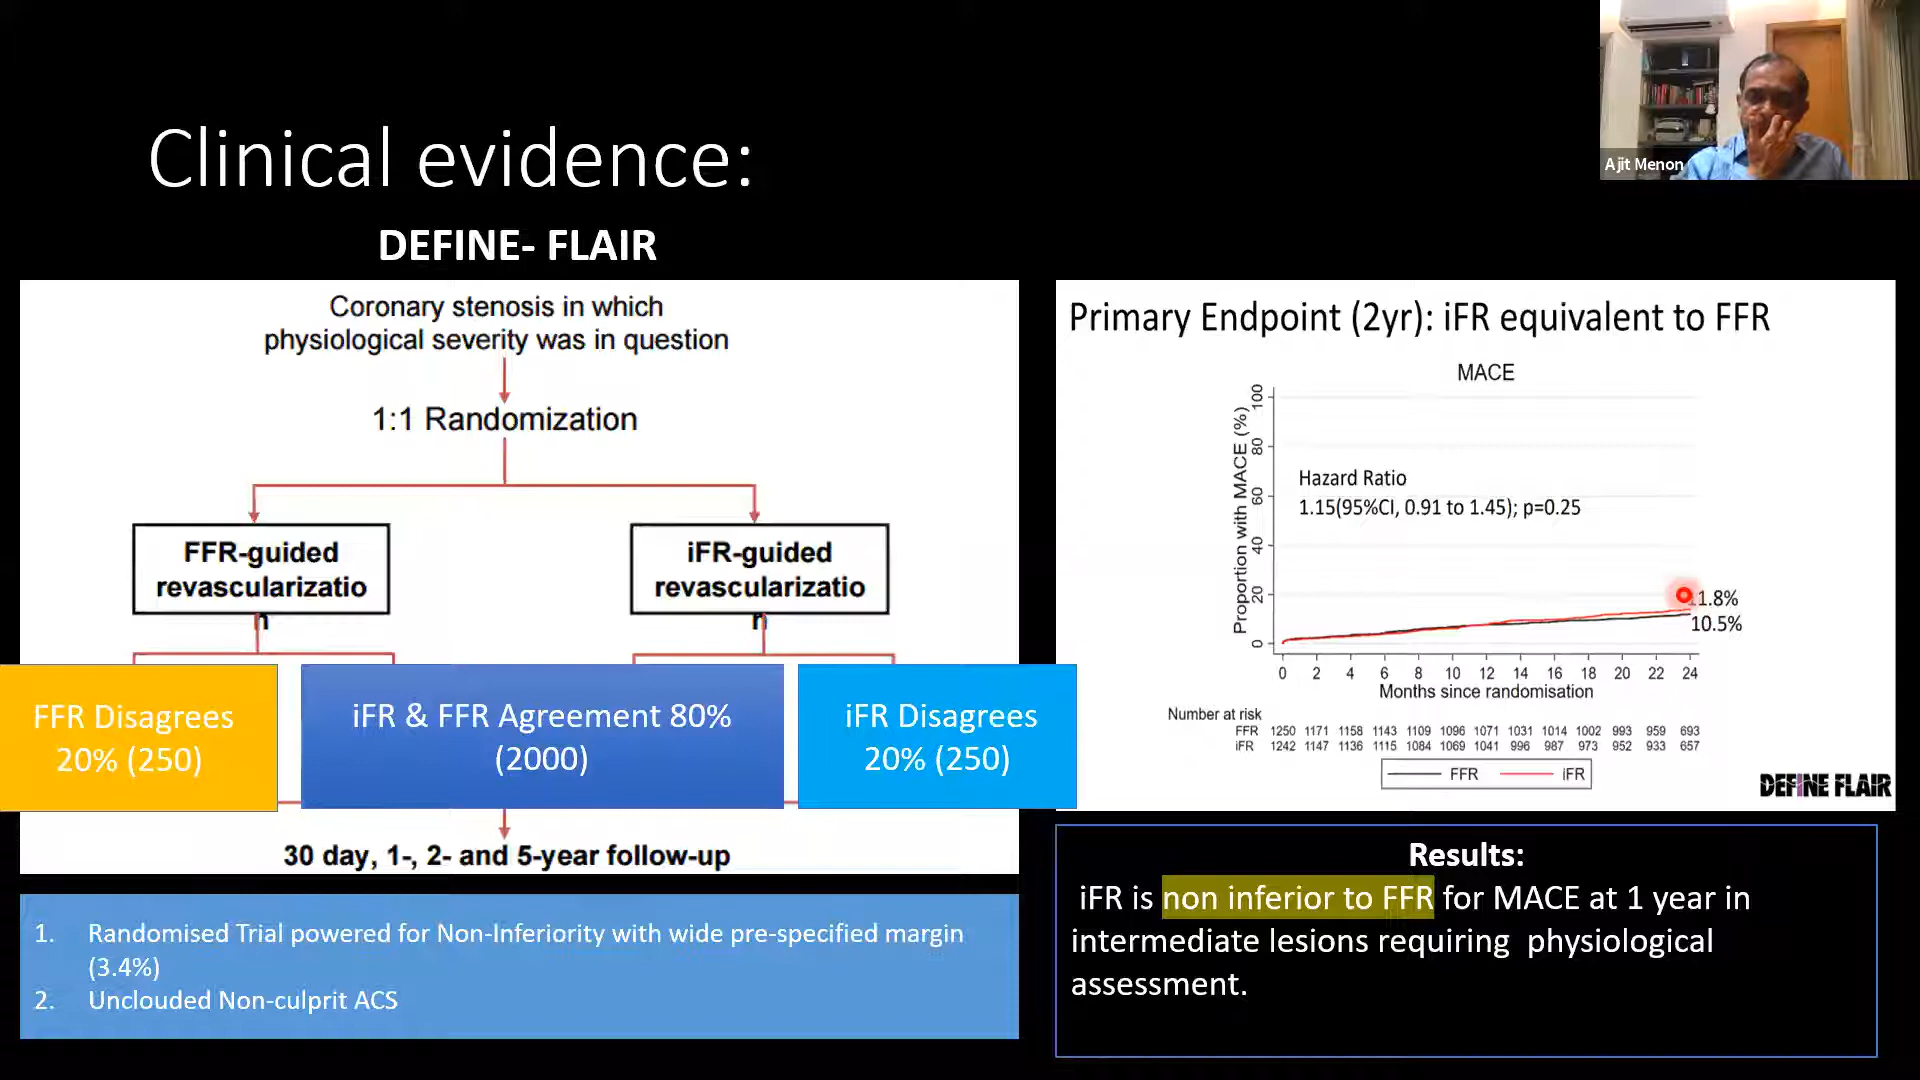 Clinical evidence:
Ajit Menon
DEFINE- FLAIR
Coronary stenosis in which
physiological severity was in question
1:1 Randomization
FFR-guided
revascularizatio
n
iFR-guided
revascularizatio
n
FFR Disagrees
20% (250)
iFR & FFR Agreement 80%
(2000)
iFR Disagrees
20% (250)
30 day, 1-, 2- and 5-year follow-up
1. Randomised Trial powered for Non-Inferiority with wide pre-specified margin
(3.4%)
2. Unclouded Non-culprit ACS
Primary Endpoint (2yr): iFR equivalent to FFR
MACE
Proportion with MACE (%)
100
80
60
40
20
0
Hazard Ratio
1.15(95%CI, 0.91 to 1.45); p=0.25
11.8%
10.5%
0 2 4 6 8 10 12 14 16 18 20 22 24
Months since randomisation
Number at risk
FFR 1250 1171 1158 1143 1109 1096 1071 1031 1014 1002 993 959 693
iFR 1242 1147 1136 1115 1084 1069 1041 996 987 973 952 933 657
FFR iFR
DEFINE FLAIR
Results:
iFR is non inferior to FFR for MACE at 1 year in
intermediate lesions requiring physiological
assessment.